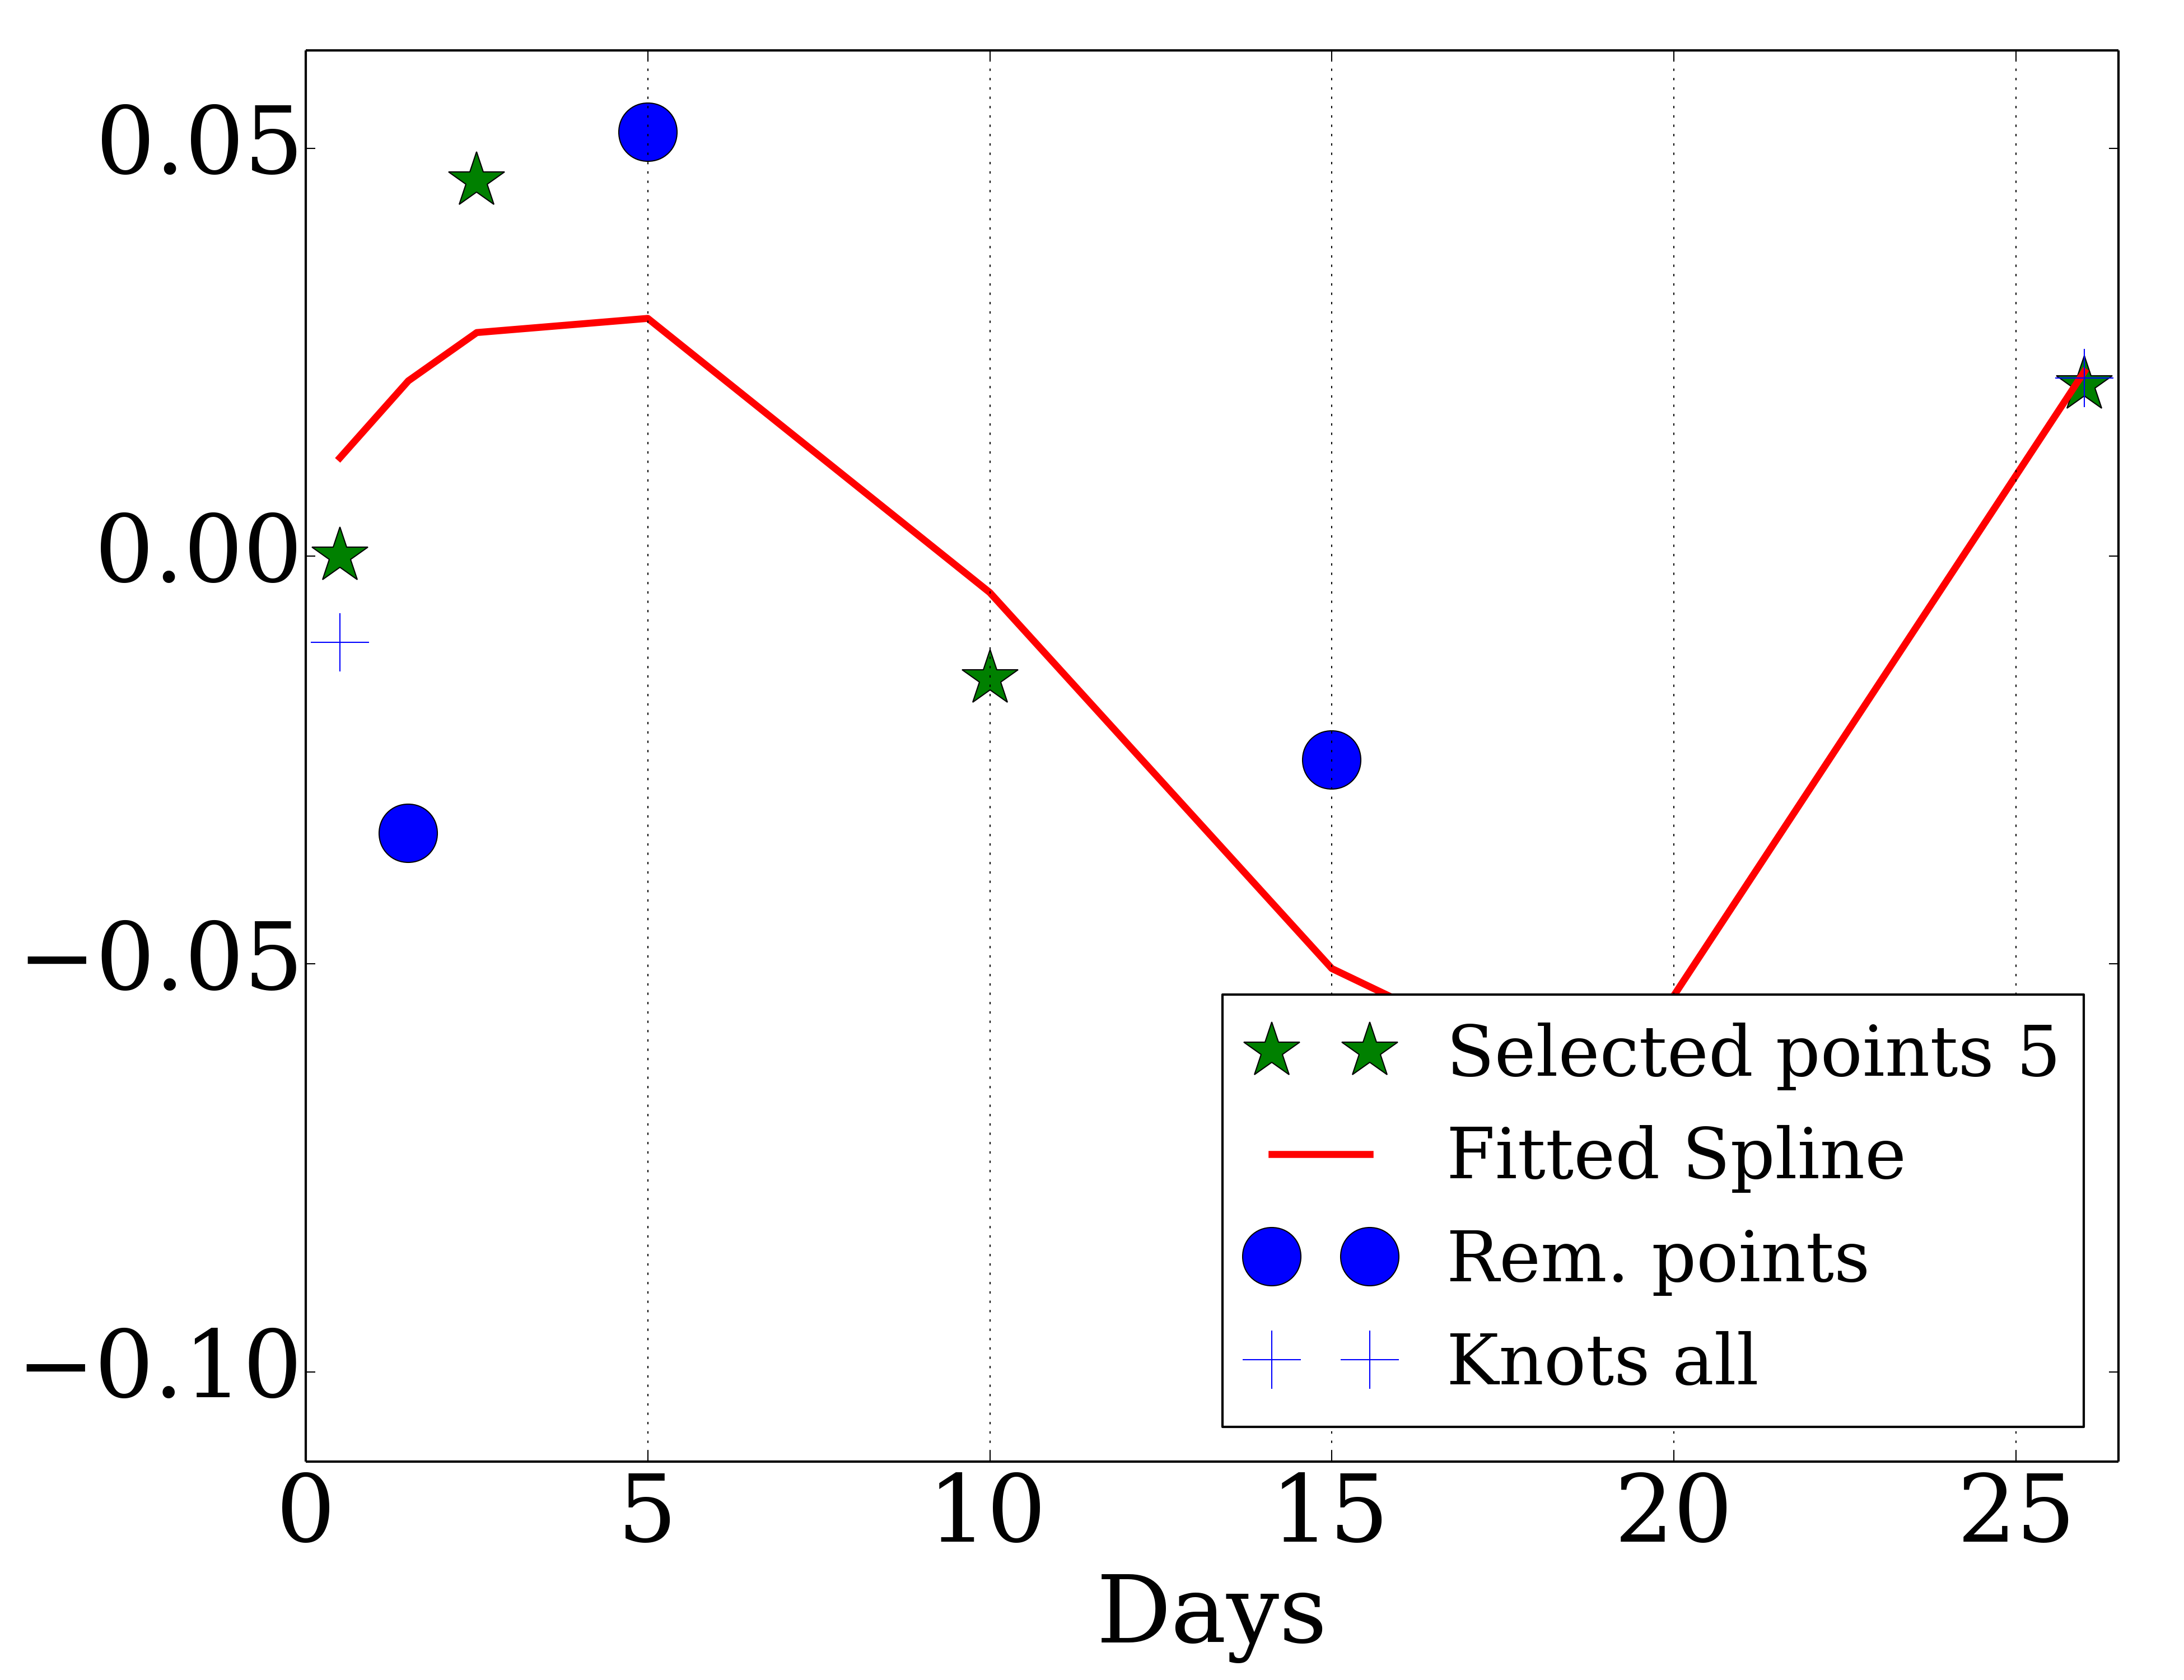 0.05
0.00
−0.05
−0.10
Selected points 5
Fitted Spline
Rem. points
Knots all
0 5 10 15 20 25
Days